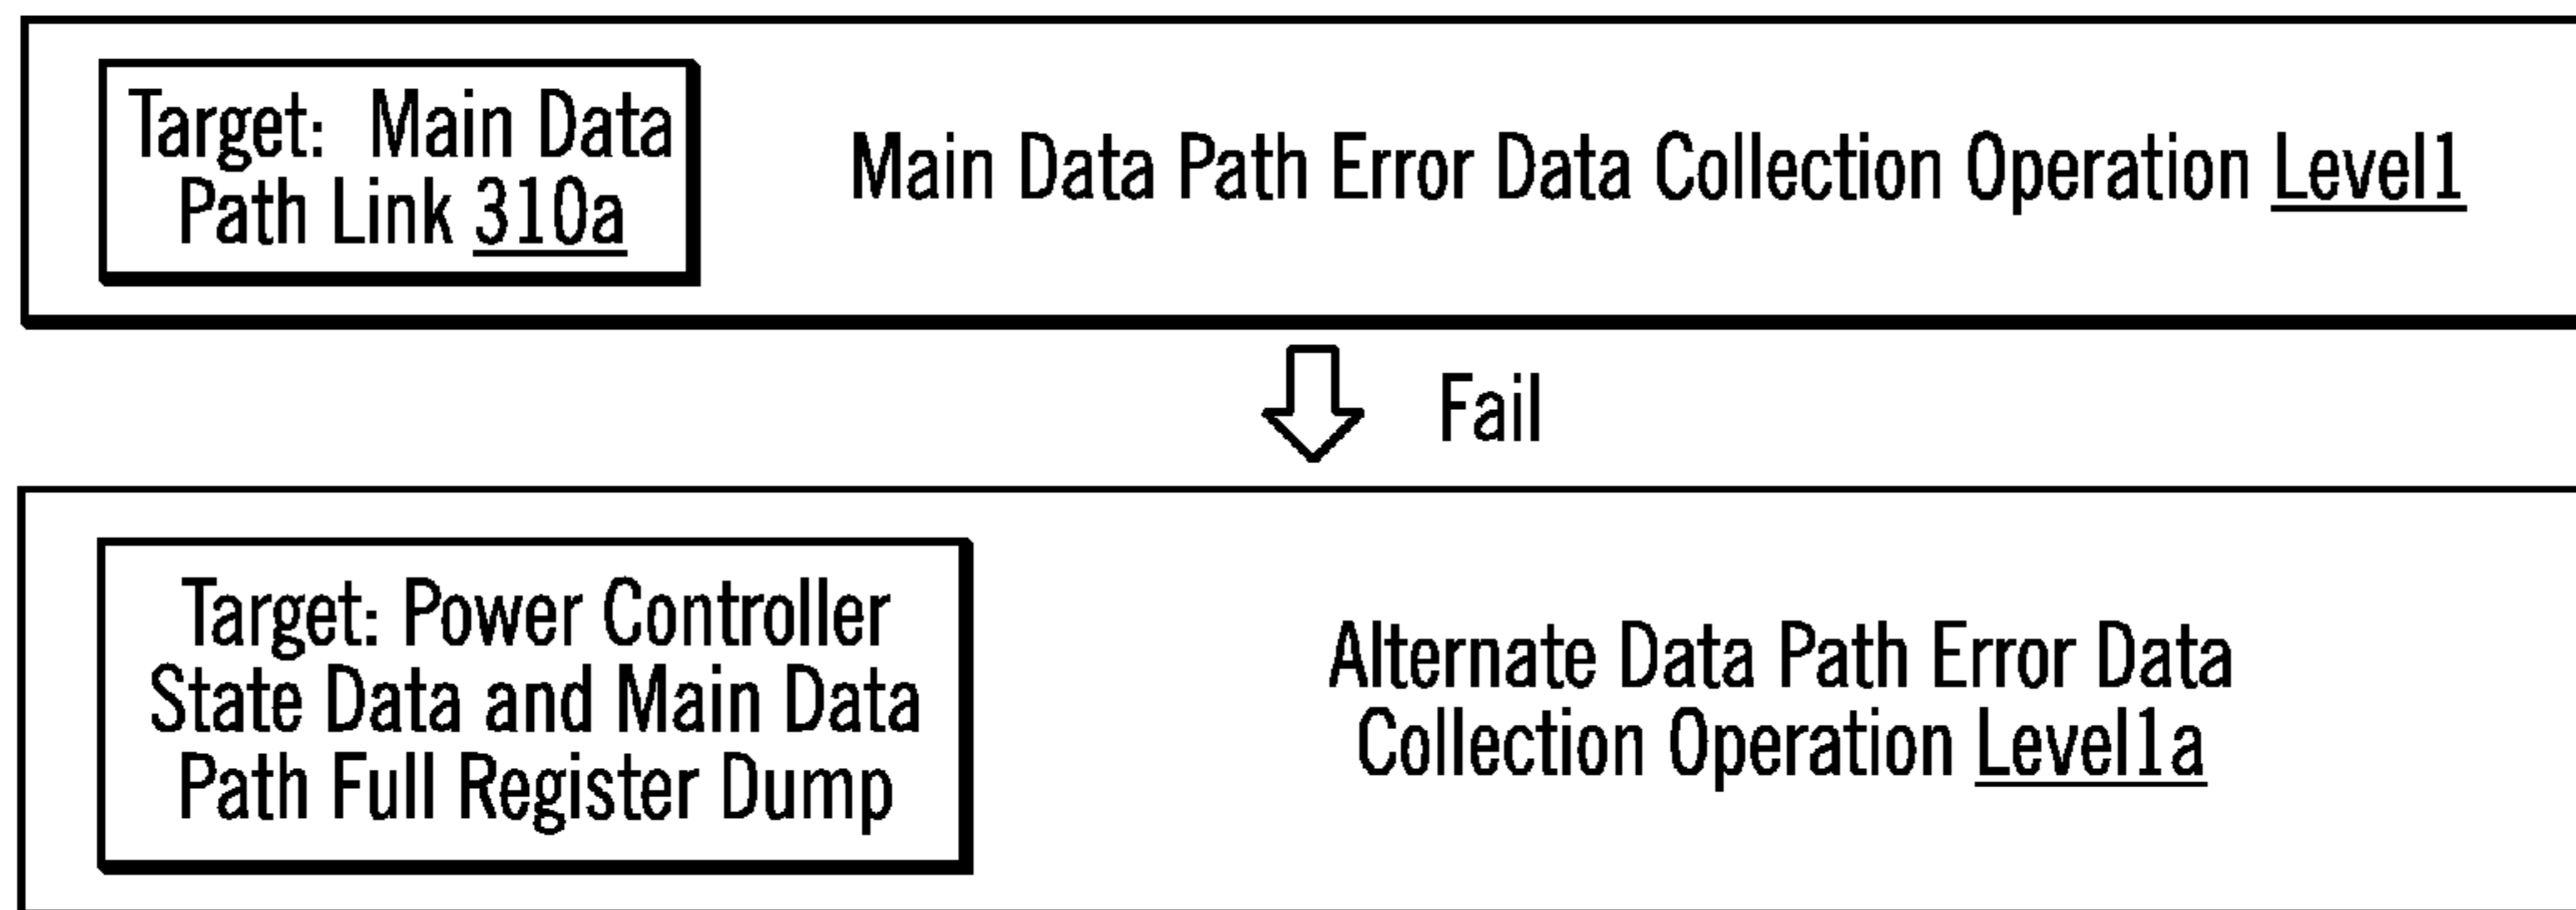 Target: Main Data
Path Link 310a
Main Data Path Error Data Collection Operation Level1
Fail
Target: Power Controller
State Data and Main Data
Path Full Register Dump
Alternate Data Path Error Data
Collection Operation Level1a